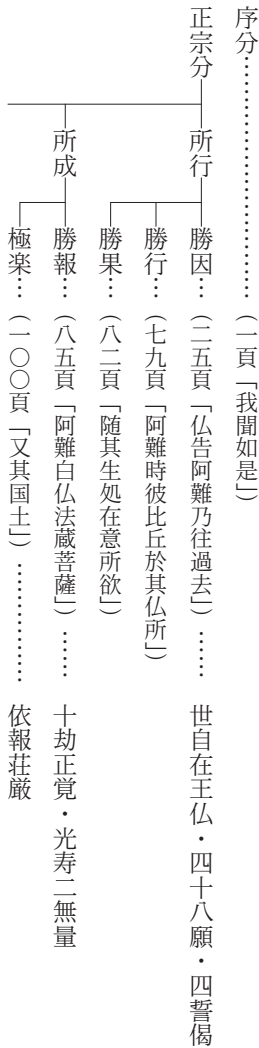 序分……………………………（一頁「我聞如是」）
正宗分
所行
勝因…（二五頁「仏告阿難乃往過去」）……　世自在王仏・四十八願・四誓偈
勝行…（七九頁「阿難時彼比丘於其仏所」）
勝果…（八二頁「随其生処在意所欲」）
所成
勝報…（八五頁「阿難白仏法蔵菩薩」）……　十劫正覚・光寿二無量
極楽…（一〇〇頁「又其国土」）……………　依報荘厳